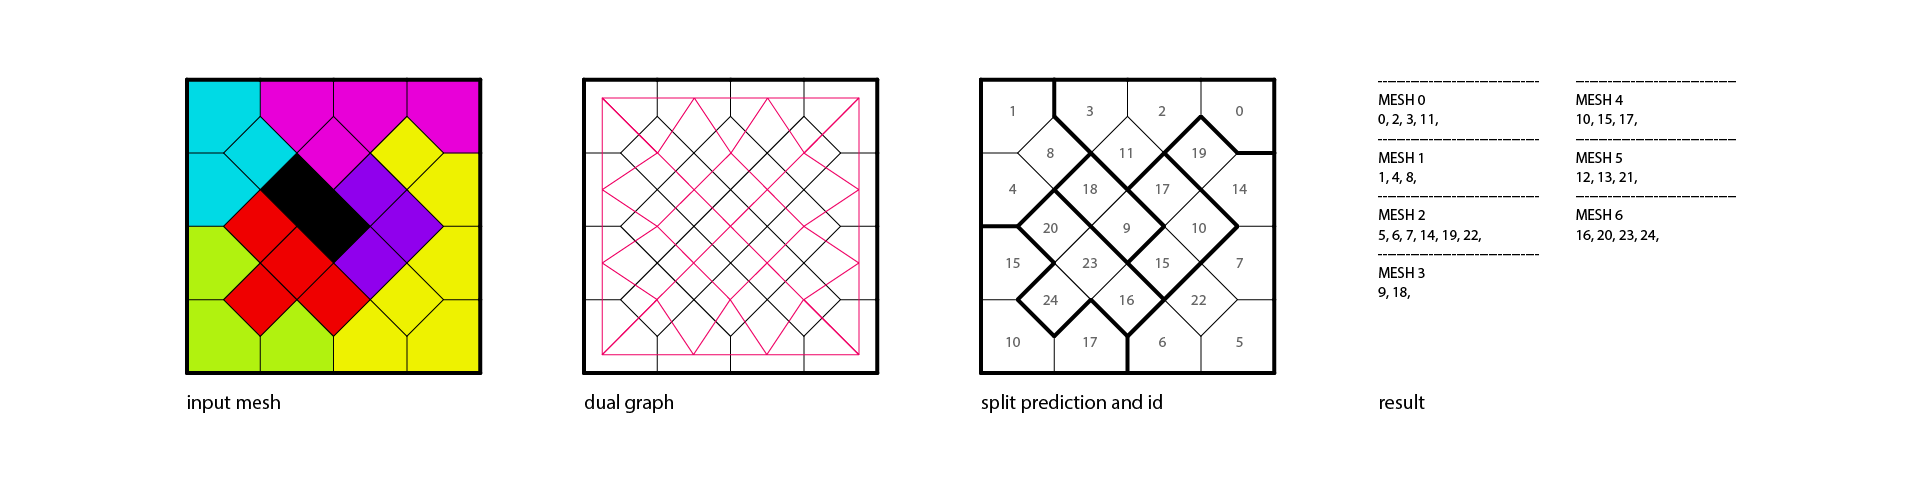 1 3 2 0
8 11 19
4 18 17 14
20 9 10
15 23 15 7
24 16 22
10 17 6 5
input mesh
dual graph
split prediction and id
MESH 0
0, 2, 3, 11,
MESH 1
1, 4, 8,
MESH 2
5, 6, 7, 14, 19, 22,
MESH 3
9, 18,
MESH 4
10, 15, 17,
MESH 5
12, 13, 21,
MESH 6
16, 20, 23, 24,
result